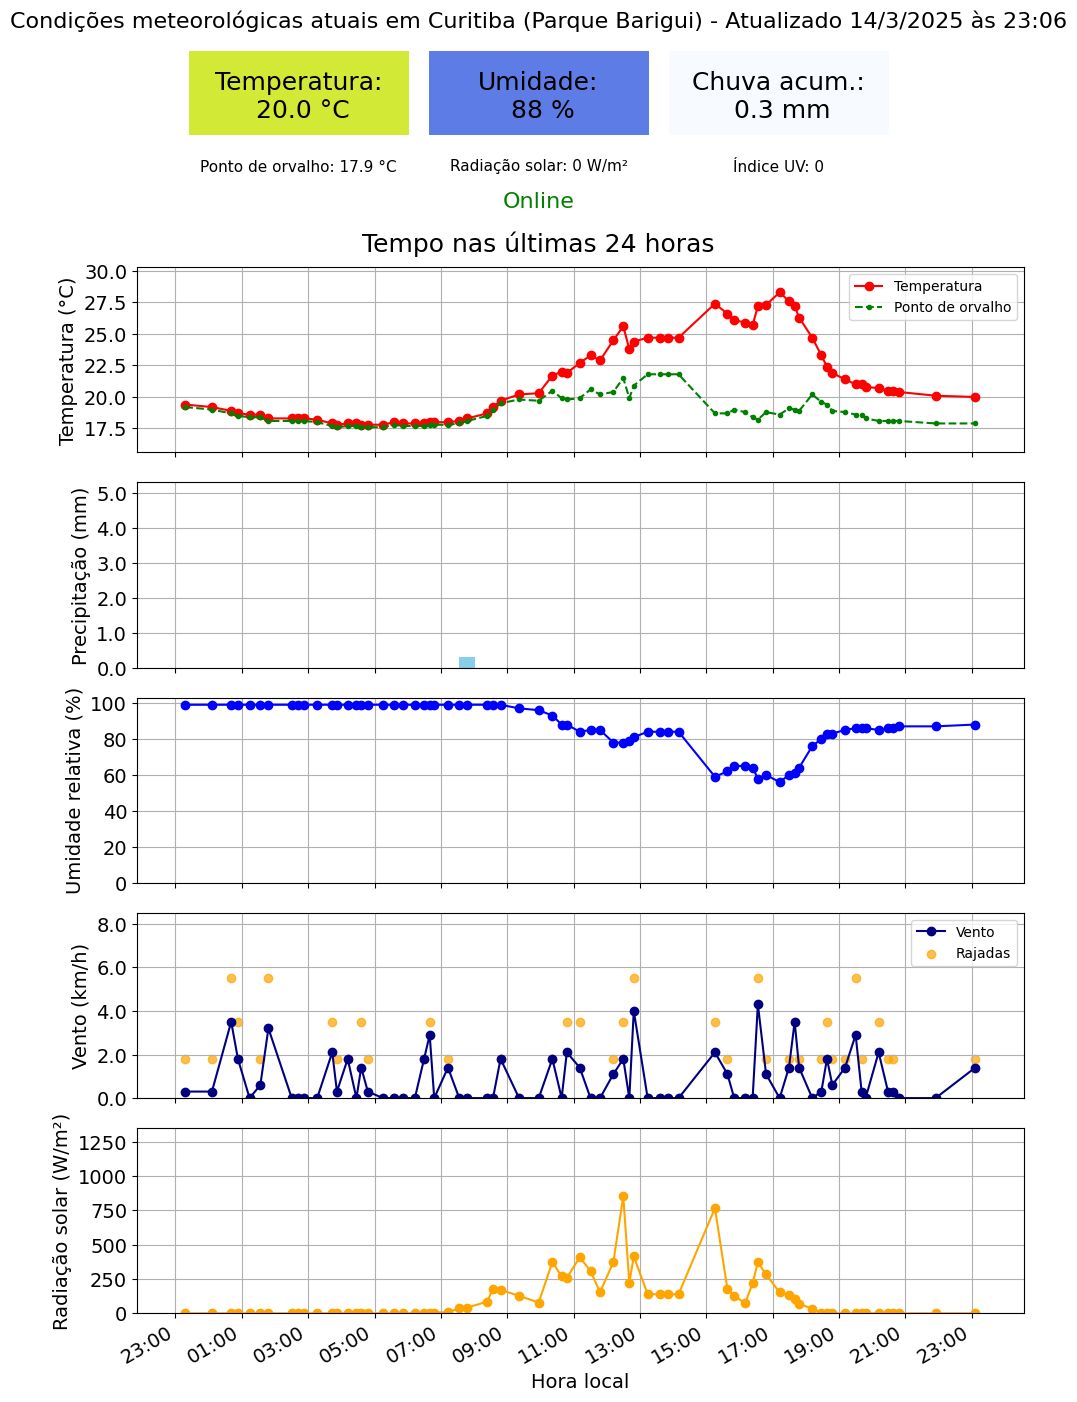 Condições meteorológicas atuais em Curitiba (Parque Barigui) - Atualizado 14/3/2025 às 23:06
Temperatura:
20.0 °C
Umidade:
88 %
Chuva acum.:
0.3 mm
Ponto de orvalho: 17.9 °C
Radiação solar: 0 W/m²
Índice UV: 0
Online
Tempo nas últimas 24 horas
Temperatura (°C)
30.0
27.5
25.0
22.5
20.0
17.5
Temperatura
Ponto de orvalho
Precipitação (mm)
5.0
4.0
3.0
2.0
1.0
0.0
Umidade relativa (%)
100
80
60
40
20
0
Vento (km/h)
8.0
6.0
4.0
2.0
0.0
Vento
Rajadas
Radiação solar (W/m²)
1250
1000
750
500
250
0
23:00
01:00
03:00
05:00
07:00
09:00
11:00
13:00
15:00
17:00
19:00
21:00
23:00
Hora local